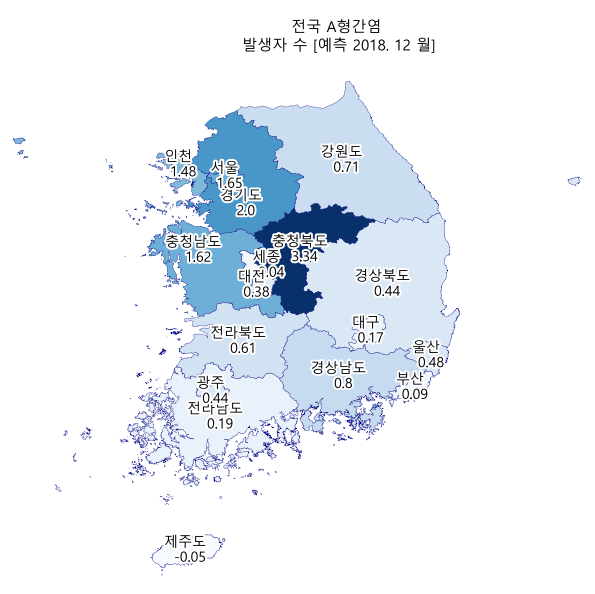 전국 A형간염
발생자 수 [예측 2018. 12 월]
강원도
0.71
인천
1.48
서울
1.65
경기도
2.0
충청남도
1.62
충청북도
3.34
세종
.04
대전
0.38
경상북도
0.44
대구
0.17
전라북도
0.61
울산
0.48
경상남도
0.8
부산
0.09
광주
0.44
전라남도
0.19
제주도
-0.05